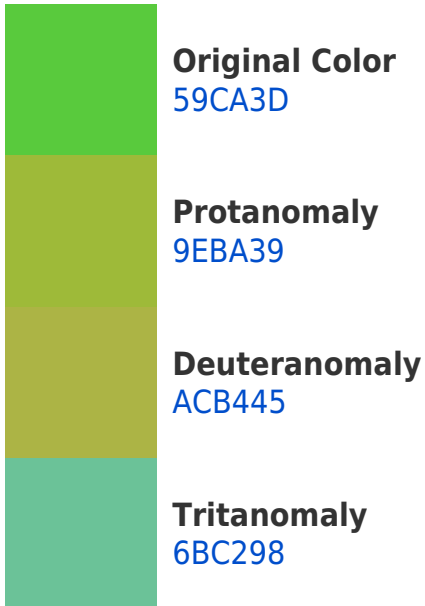 Original Color
59CA3D
Protanomaly
9EBA39
Deuteranomaly
ACB445
Tritanomaly
6BC298